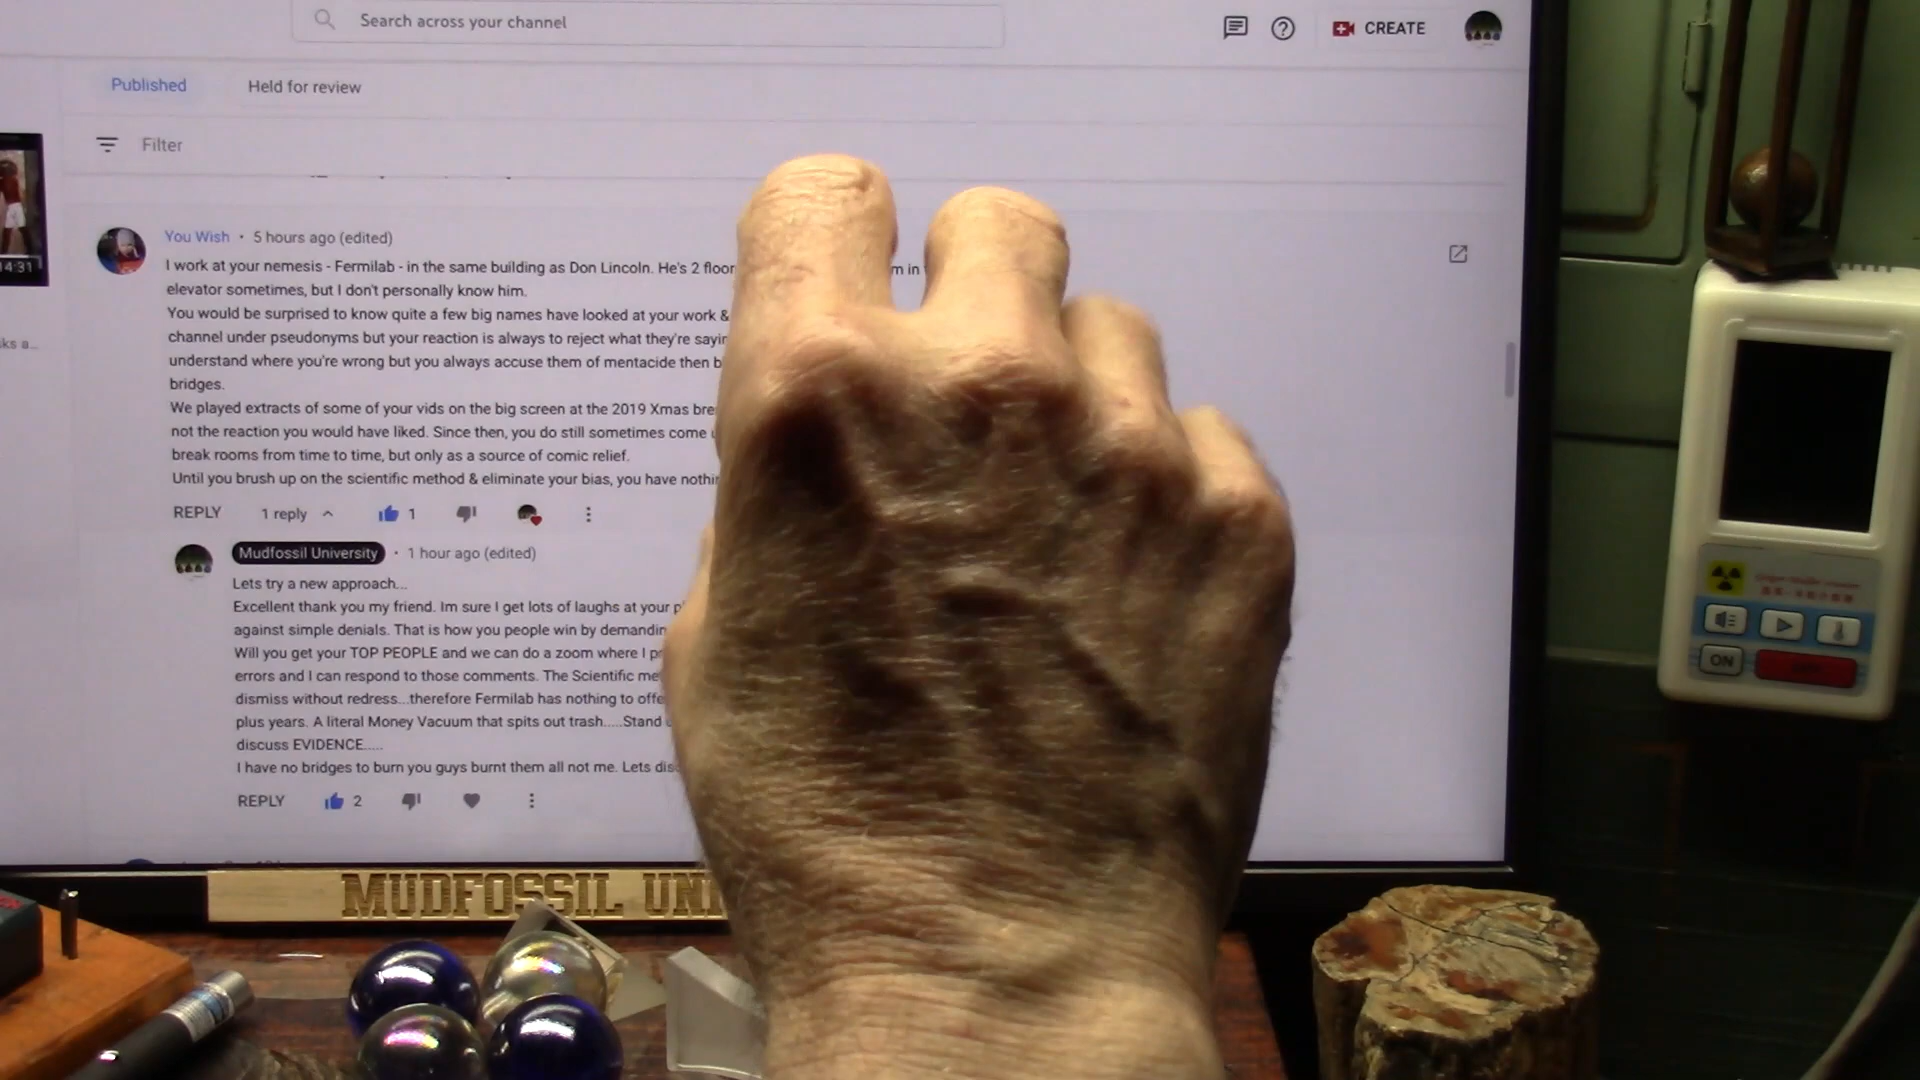 Search across your channel
CREATE
Published
Held for review
Filter
14:31
You Wish • 5 hours ago (edited)
I work at your nemesis - Fermilab - in the same building as Don Lincoln. He's 2 floor
m in
elevator sometimes, but I don't personally know him.
You would be surprised to know quite a few big names have looked at your work &
channel under pseudonyms but your reaction is always to reject what they're sayin
understand where you're wrong but you always accuse them of mentacide then b
bridges.
We played extracts of some of your vids on the big screen at the 2019 Xmas bre
not the reaction you would have liked. Since then, you do still sometimes come
break rooms from time to time, but only as a source of comic relief.
Until you brush up on the scientific method & eliminate your bias, you have nothi
REPLY 1 reply 1
Mudfossil University • 1 hour ago (edited)
Lets try a new approach...
Excellent thank you my friend. Im sure I get lots of laughs at your p
against simple denials. That is how you people win by demandin
Will you get your TOP PEOPLE and we can do a zoom where I pr
errors and I can respond to those comments. The Scientific me
dismiss without redress...therefore Fermilab has nothing to offe
plus years. A literal Money Vacuum that spits out trash.....Stand
discuss EVIDENCE.....
I have no bridges to burn you guys burnt them all not me. Lets disc
REPLY 2
sks a...
MUDFOSSIL UNI
ON